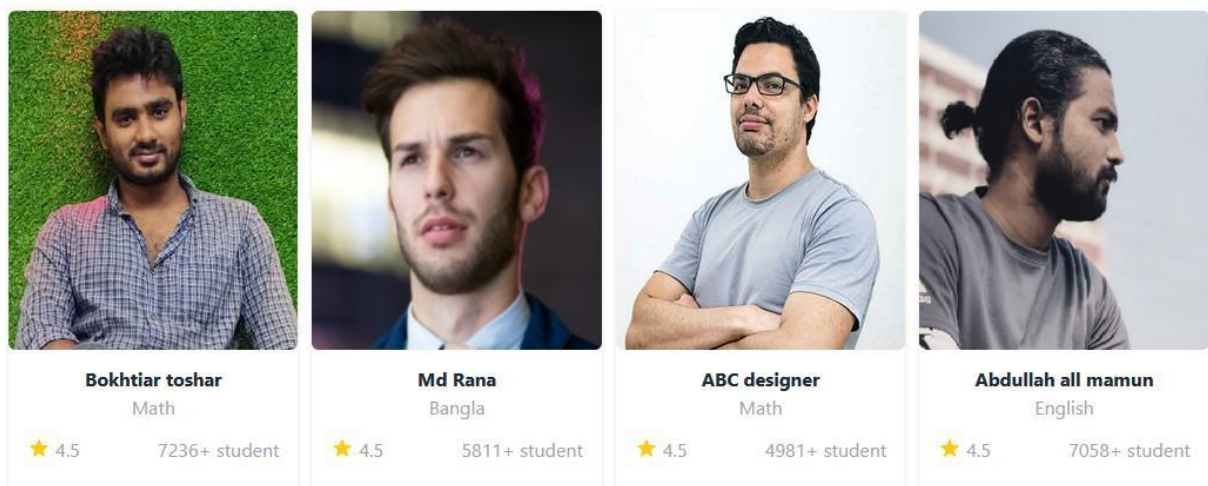 Bokhtiar toshar
Math
4.5 7236+ student
Md Rana
Bangla
4.5 5811+ student
ABC designer
Math
4.5 4981+ student
Abdullah all mamun
English
4.5 7058+ student